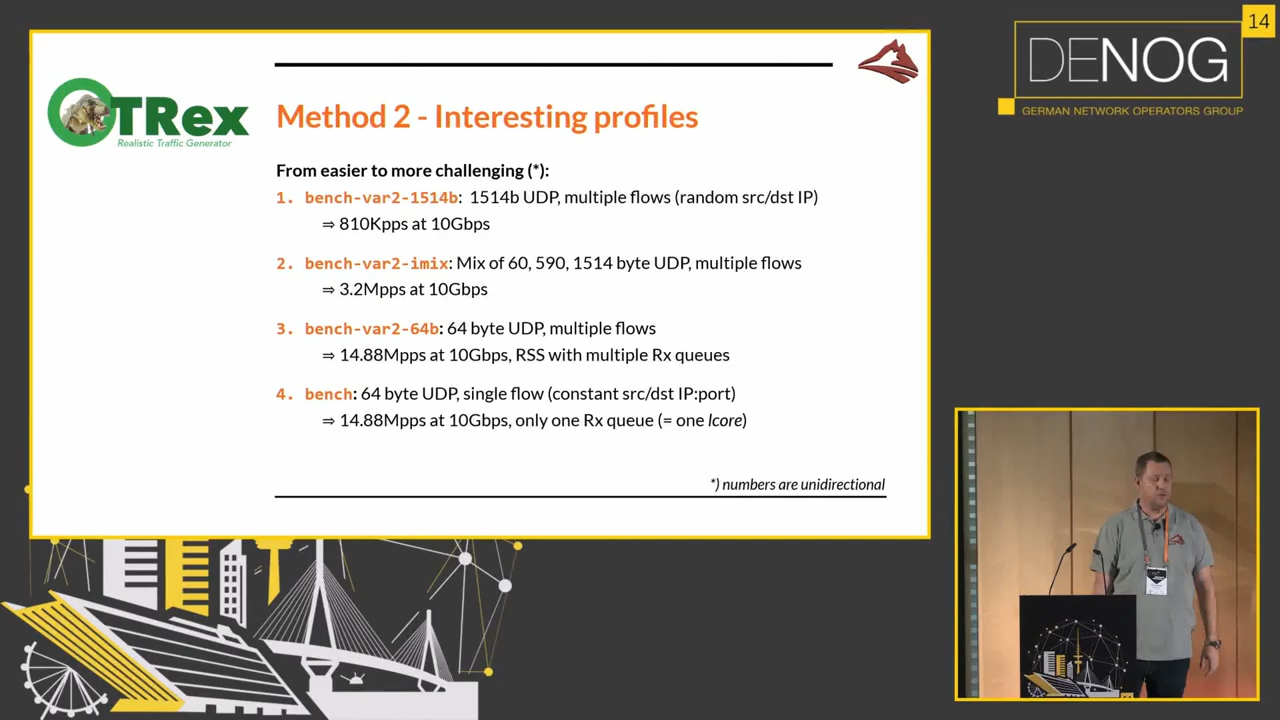 14
DENOG
GERMAN NETWORK OPERATORS GROUP
TRex
Realistic Traffic Generator
Method 2 - Interesting profiles
From easier to more challenging (*):
1. bench-var2-1514b: 1514b UDP, multiple flows (random src/dst IP)
⇒ 810Kpps at 10Gbps
2. bench-var2-imix: Mix of 60, 590, 1514 byte UDP, multiple flows
⇒ 3.2Mpps at 10Gbps
3. bench-var2-64b: 64 byte UDP, multiple flows
⇒ 14.88Mpps at 10Gbps, RSS with multiple Rx queues
4. bench: 64 byte UDP, single flow (constant src/dst IP:port)
⇒ 14.88Mpps at 10Gbps, only one Rx queue (= one lcore)
*) numbers are unidirectional